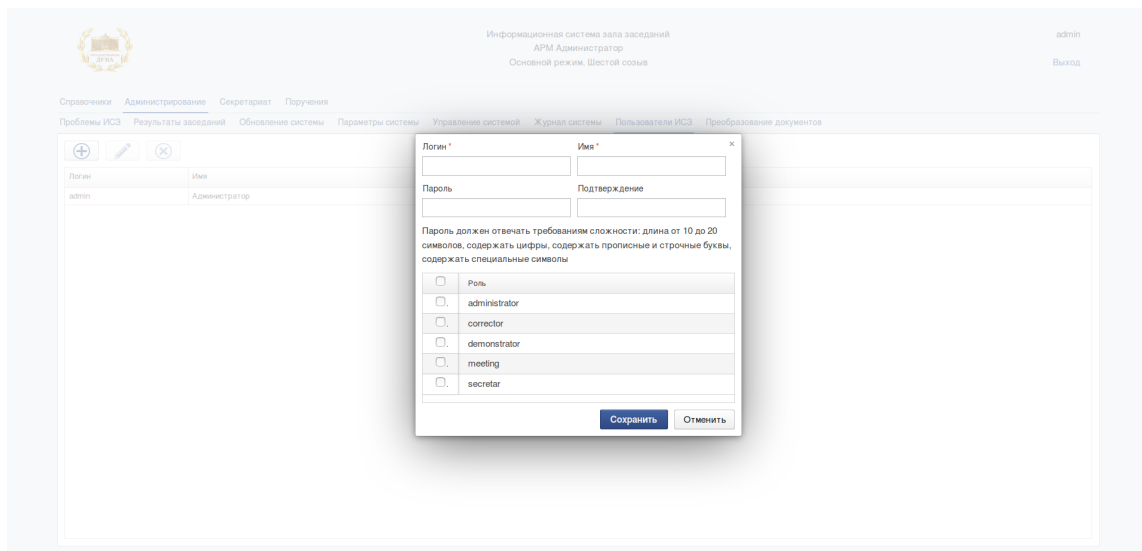 Информационная система зала заседаний
admin
АРМ Администратор
ДУМА
Основной режим. Шестой созыв
Выход
Справочники Администрирование Секретариат Поручения
Проблемы ИСЗ Результаты заседаний Обновление системы Параметры системы Управление системой Журнал системы Пользователи ИСЗ Преобразование документов
Логин * Имя * ×
Логин Имя
admin Администратор
Пароль Подтверждение
Пароль должен отвечать требованиям сложности: длина от 10 до 20
символов, содержать цифры, содержать прописные и строчные буквы,
содержать специальные символы
Роль
administrator
corrector
demonstrator
meeting
secretar
Сохранить Отменить